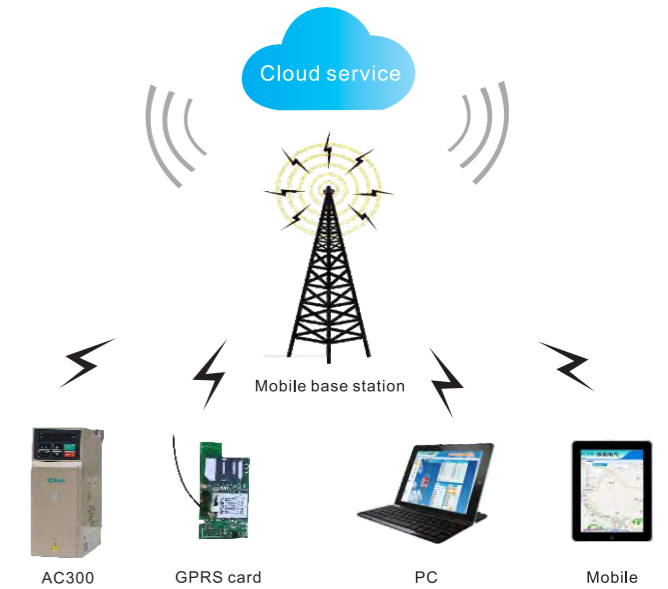 Cloud service
Mobile base station
AC300
GPRS card
PC
Mobile